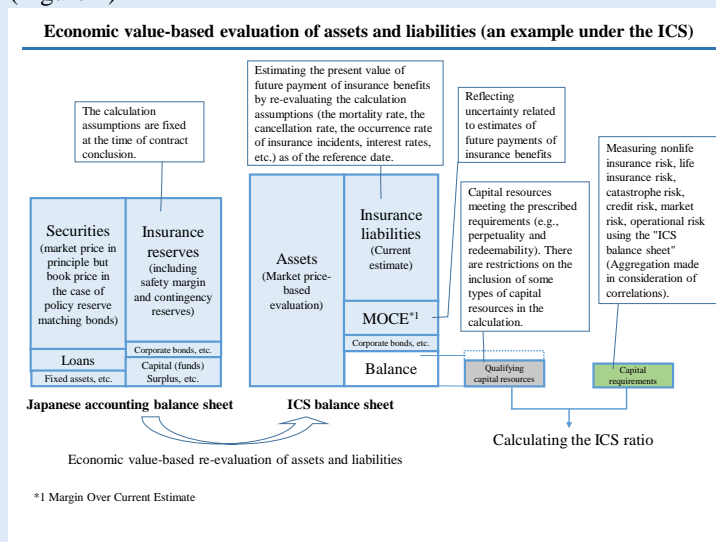 Economic value-based evaluation of assets and liabilities (an example under the ICS)
The calculation
assumptions are fixed
at the time of contract
conclusion.
Estimating the present value of
future payment of insurance benefits
by re-evaluating the calculation
assumptions (the mortality rate, the
cancellation rate, the occurrence rate
of insurance incidents, interest rates,
etc.) as of the reference date.
Reflecting
uncertainty related
to estimates of
future payments of
insurance benefits
Measuring nonlife
insurance risk, life
insurance risk,
catastrophe risk,
credit risk, market
risk, operational risk
using the "ICS
balance sheet"
(Aggregation made
in consideration of
correlations).
Capital resources
meeting the prescribed
requirements (e.g.,
perpetuality and
redeemability). There
are restrictions on the
inclusion of some
types of capital
resources in the
calculation.
Securities
(market price in
principle but
book price in
the case of
policy reserve
matching bonds)
Loans
Fixed assets, etc.
Insurance
reserves
(including
safety margin
and contingency
reserves)
Corporate bonds, etc.
Capital (funds)
Surplus, etc.
Assets
(Market price-
based
evaluation)
Insurance
liabilities
(Current
estimate)
MOCE*1
Corporate bonds, etc.
Balance
Qualifying
capital resources
Capital
requirements
Japanese accounting balance sheet
ICS balance sheet
Calculating the ICS ratio
Economic value-based re-evaluation of assets and liabilities
*1 Margin Over Current Estimate